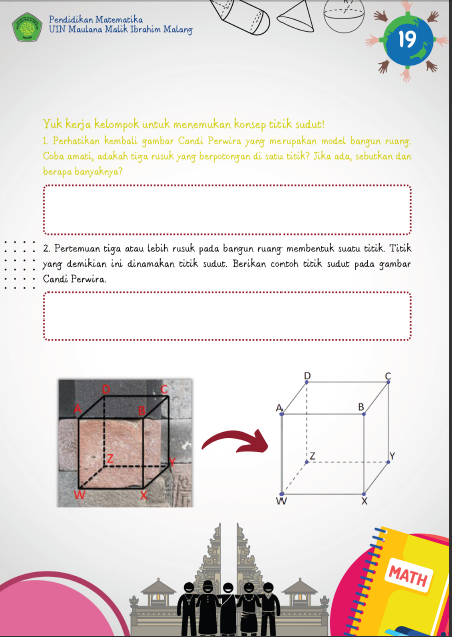 Pendidikan Matematika
UIN Maulana Malik Ibrahim Malang
19
Yuk kerja kelompok untuk menemukan konsep titik sudut!
1. Perhatikan kembali gambar Candi Perwira yang merupakan model bangun ruang.
Coba amati, adakah tiga rusuk yang berpotongan di satu titik? Jika ada, sebutkan dan
berapa banyaknya?
2. Pertemuan tiga atau lebih rusuk pada bangun ruang membentuk suatu titik. Titik
yang demikian ini dinamakan titik sudut. Berikan contoh titik sudut pada gambar
Candi Perwira.
D C
A B
Z Y
W X
D C
A B
Z Y
W X
MATH